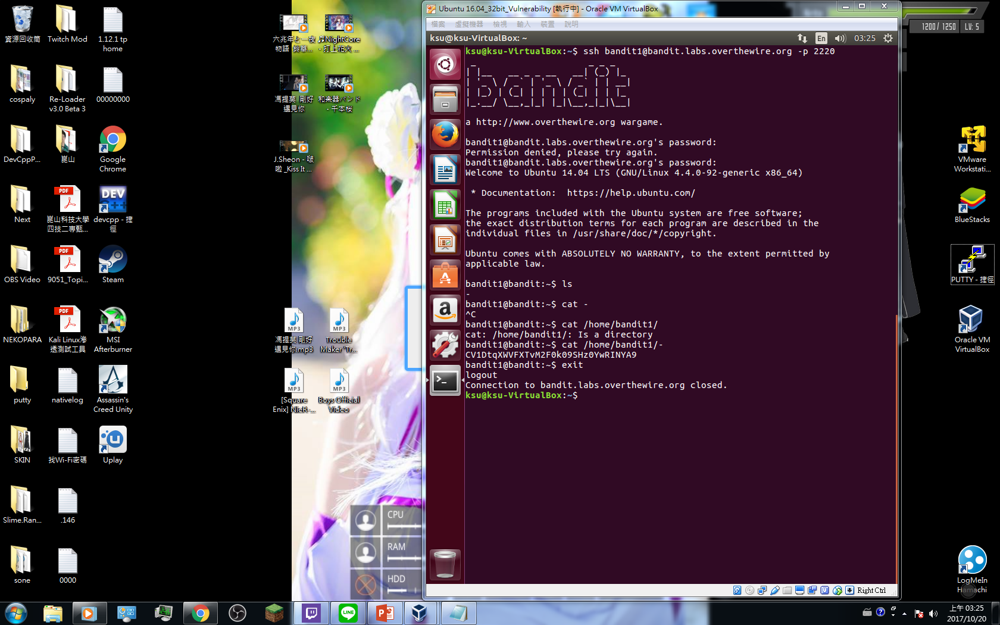 資源回收筒
Twitch Mod
1.12.1 tp
home
cospaly
Re-Loader
v3.0 Beta 3
00000000
DevCppP...
崑山
Google
Chrome
Next
崑山科技大學
四技二專甄...
devcpp - 捷
徑
OBS Video
9051_Topi...
Steam
NEKOPARA
Kali Linux滲
透測試工具
MSI
Afterburner
putty
nativelog
Assassin's
Creed Unity
SKIN
找Wi-Fi密碼
Uplay
Slime.Ran...
.146
sone
0000
六兆年と一夜
物語 鈴華...
♫NightCore
- 打上花火 ...
馮提莫 剛好
遇見你
和楽器バンド
- 千本桜
J.Sheon - 啵
啦 _Kiss It ...
馮提莫 剛好
遇見你.mp3
Trouble
Maker 'Tr...
[Square
Enix] NieR-...
Boys Official
Video
CPU
RAM
HDD
Ubuntu 16.04_32bit_Vulnerability [執行中] - Oracle VM VirtualBox
檔案 虛擬機器 檢視 輸入 裝置 說明
ksu@ksu-VirtualBox: ~
En
03:25
ksu@ksu-VirtualBox:~$ ssh bandit1@bandit.labs.overthewire.org -p 2220
bandit
a http://www.overthewire.org wargame.
bandit1@bandit.labs.overthewire.org's password:
Permission denied, please try again.
bandit1@bandit.labs.overthewire.org's password:
Welcome to Ubuntu 14.04 LTS (GNU/Linux 4.4.0-92-generic x86_64)
* Documentation:  https://help.ubuntu.com/
The programs included with the Ubuntu system are free software;
the exact distribution terms for each program are described in the
individual files in /usr/share/doc/*/copyright.
Ubuntu comes with ABSOLUTELY NO WARRANTY, to the extent permitted by
applicable law.
bandit1@bandit:~$ ls
-
bandit1@bandit:~$ cat -
^C
bandit1@bandit:~$ cat /home/bandit1/
cat: /home/bandit1/: Is a directory
bandit1@bandit:~$ cat /home/bandit1/-
CV1DtqXWVFXTvM2F0k09SHz0YwRINYA9
bandit1@bandit:~$ exit
logout
Connection to bandit.labs.overthewire.org closed.
ksu@ksu-VirtualBox:~$
Right Ctrl
1200 / 1250
LV: 5
VMware
Workstati...
BlueStacks
PUTTY - 捷徑
Oracle VM
VirtualBox
LogMeIn
Hamachi
上午 03:25
2017/10/20